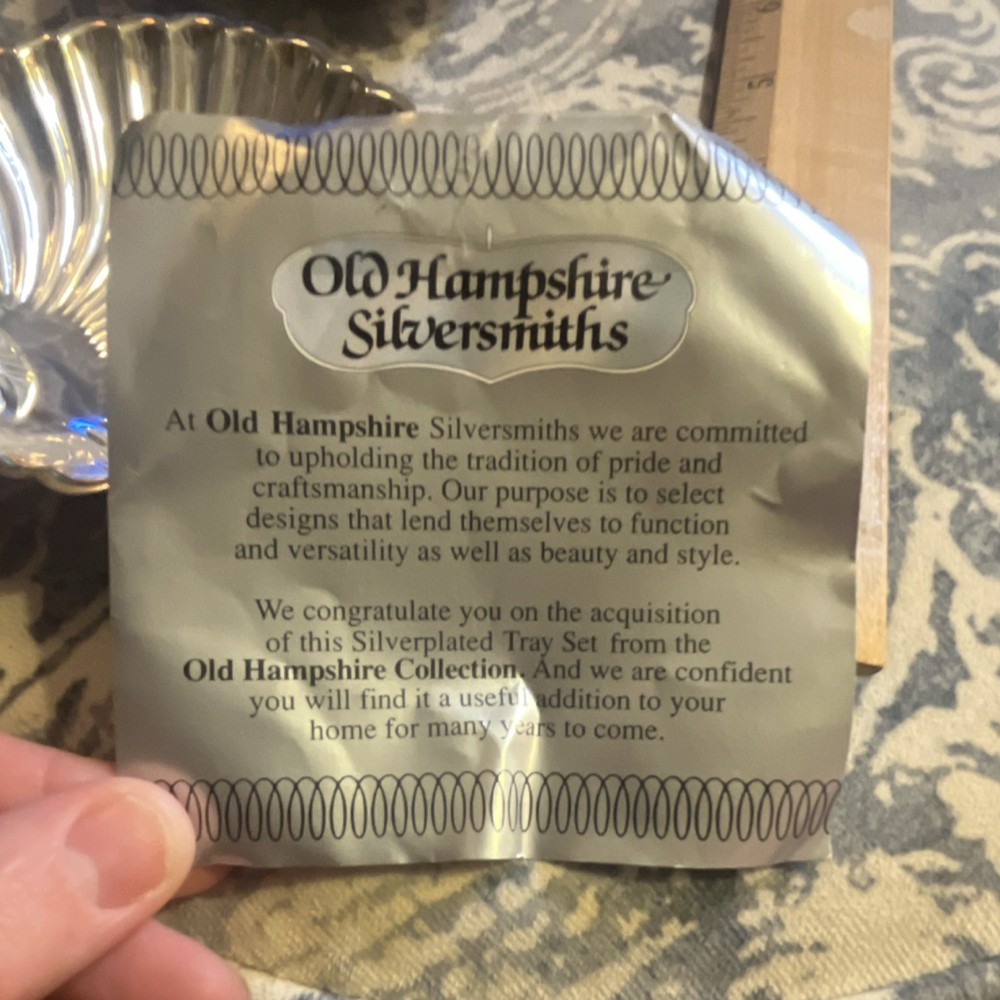 Old Hampshire
Silversmiths
At Old Hampshire Silversmiths we are committed
to upholding the tradition of pride and
craftsmanship. Our purpose is to select
designs that lend themselves to function
and versatility as well as beauty and style.
We congratulate you on the acquisition
of this Silverplated Tray Set from the
Old Hampshire Collection. And we are confident
you will find it a useful addition to your
home for many years to come.